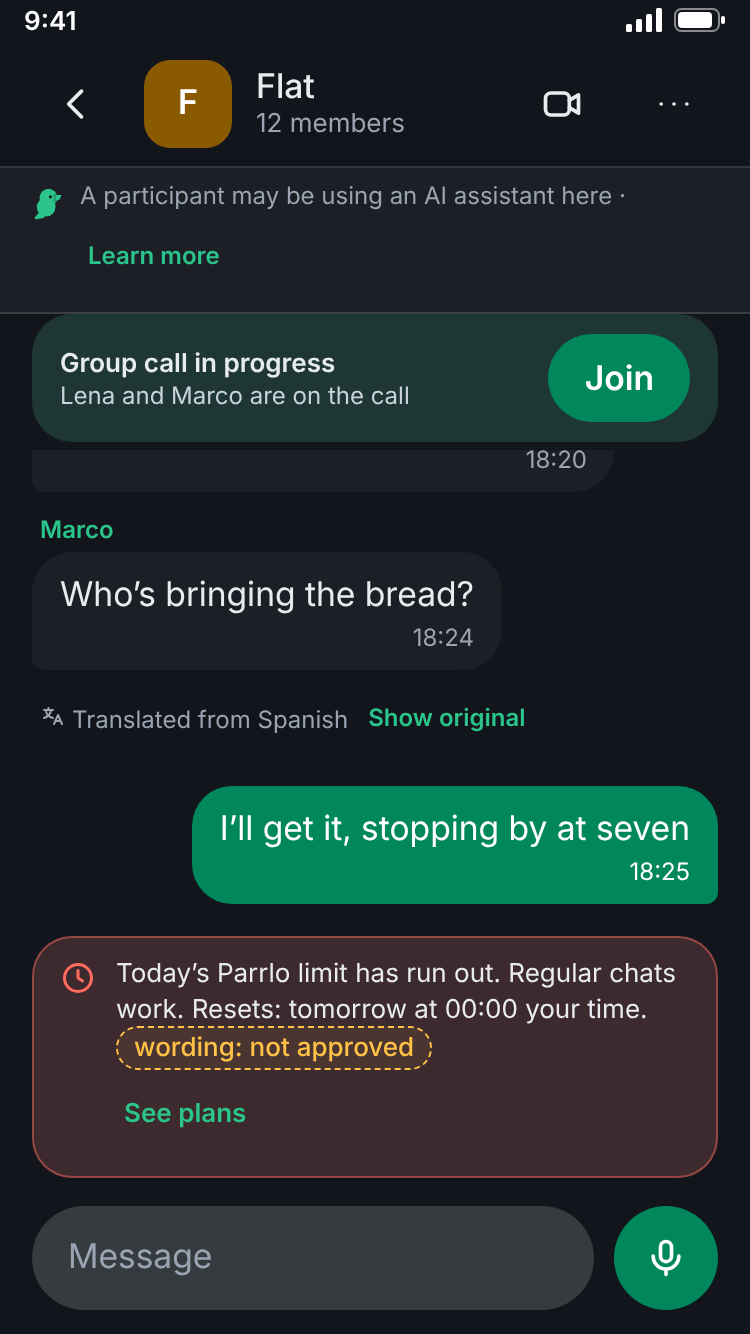 9:41
F
Flat
12 members
A participant may be using an AI assistant here ·
Learn more
Group call in progress
Lena and Marco are on the call
Join
18:20
Marco
Who’s bringing the bread?
18:24
Translated from Spanish Show original
I’ll get it, stopping by at seven
18:25
Today’s Parrlo limit has run out. Regular chats
work. Resets: tomorrow at 00:00 your time.
wording: not approved
See plans
Message